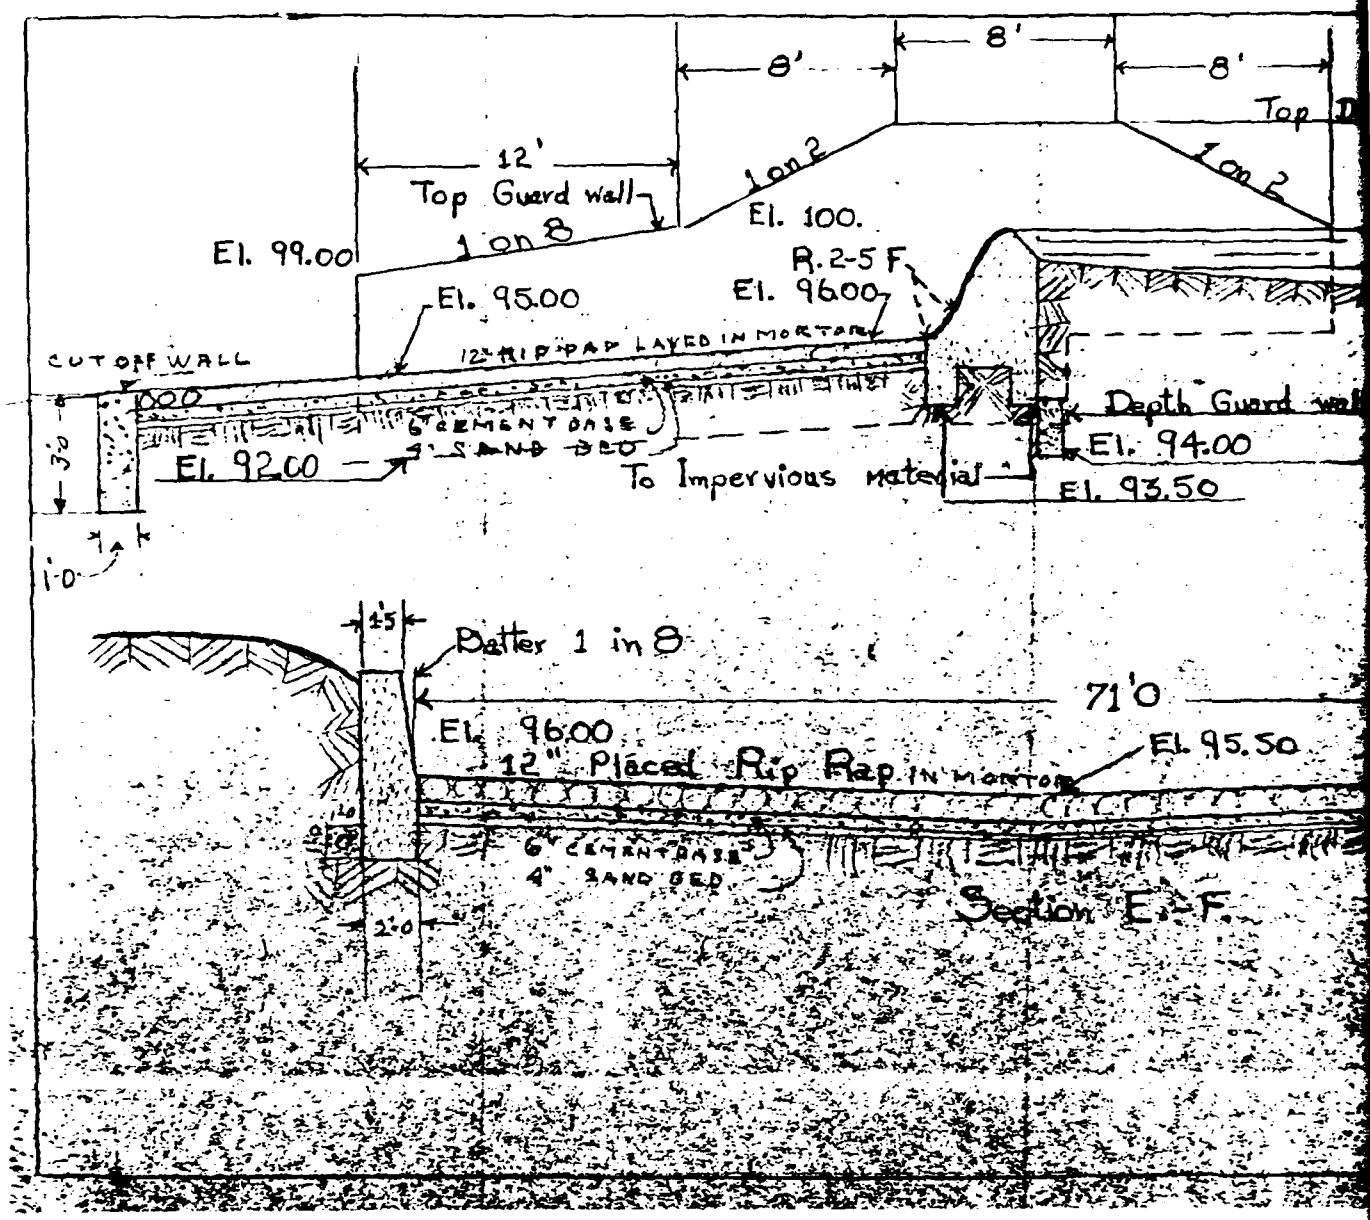 8'
8'
8'
Top D
12'
1 on 2
1 on 2
Top Guard wall
El. 100.
1 on 8
El. 99.00
R. 2-5 F
El. 95.00
El. 96.00
12" RIP RAP LAYED IN MORTAR
CUT OFF WALL
Depth Guard wall
6" CEMENT BASE
4" SAND BED
El. 94.00
3'0
El. 92.00
To Impervious material
El. 93.50
1'-0
1'5
Batter 1 in 8
71'0
El. 96.00
El. 95.50
12" Placed Rip Rap IN MORTOR
6" CEMENT BASE
4" SAND BED
Section E.-F.
2'-0